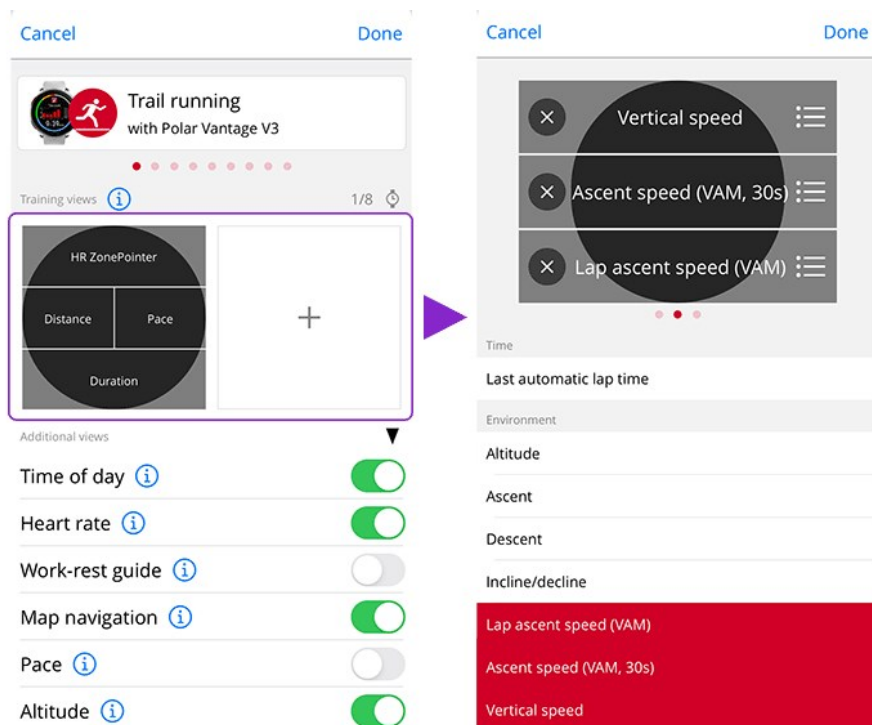 Cancel
Done
Trail running
with Polar Vantage V3
Training views
1/8
HR ZonePointer
Distance
Pace
Duration
+
Additional views
Time of day
Heart rate
Work-rest guide
Map navigation
Pace
Altitude
Cancel
Done
Vertical speed
Ascent speed (VAM, 30s)
Lap ascent speed (VAM)
Time
Last automatic lap time
Environment
Altitude
Ascent
Descent
Incline/decline
Lap ascent speed (VAM)
Ascent speed (VAM, 30s)
Vertical speed